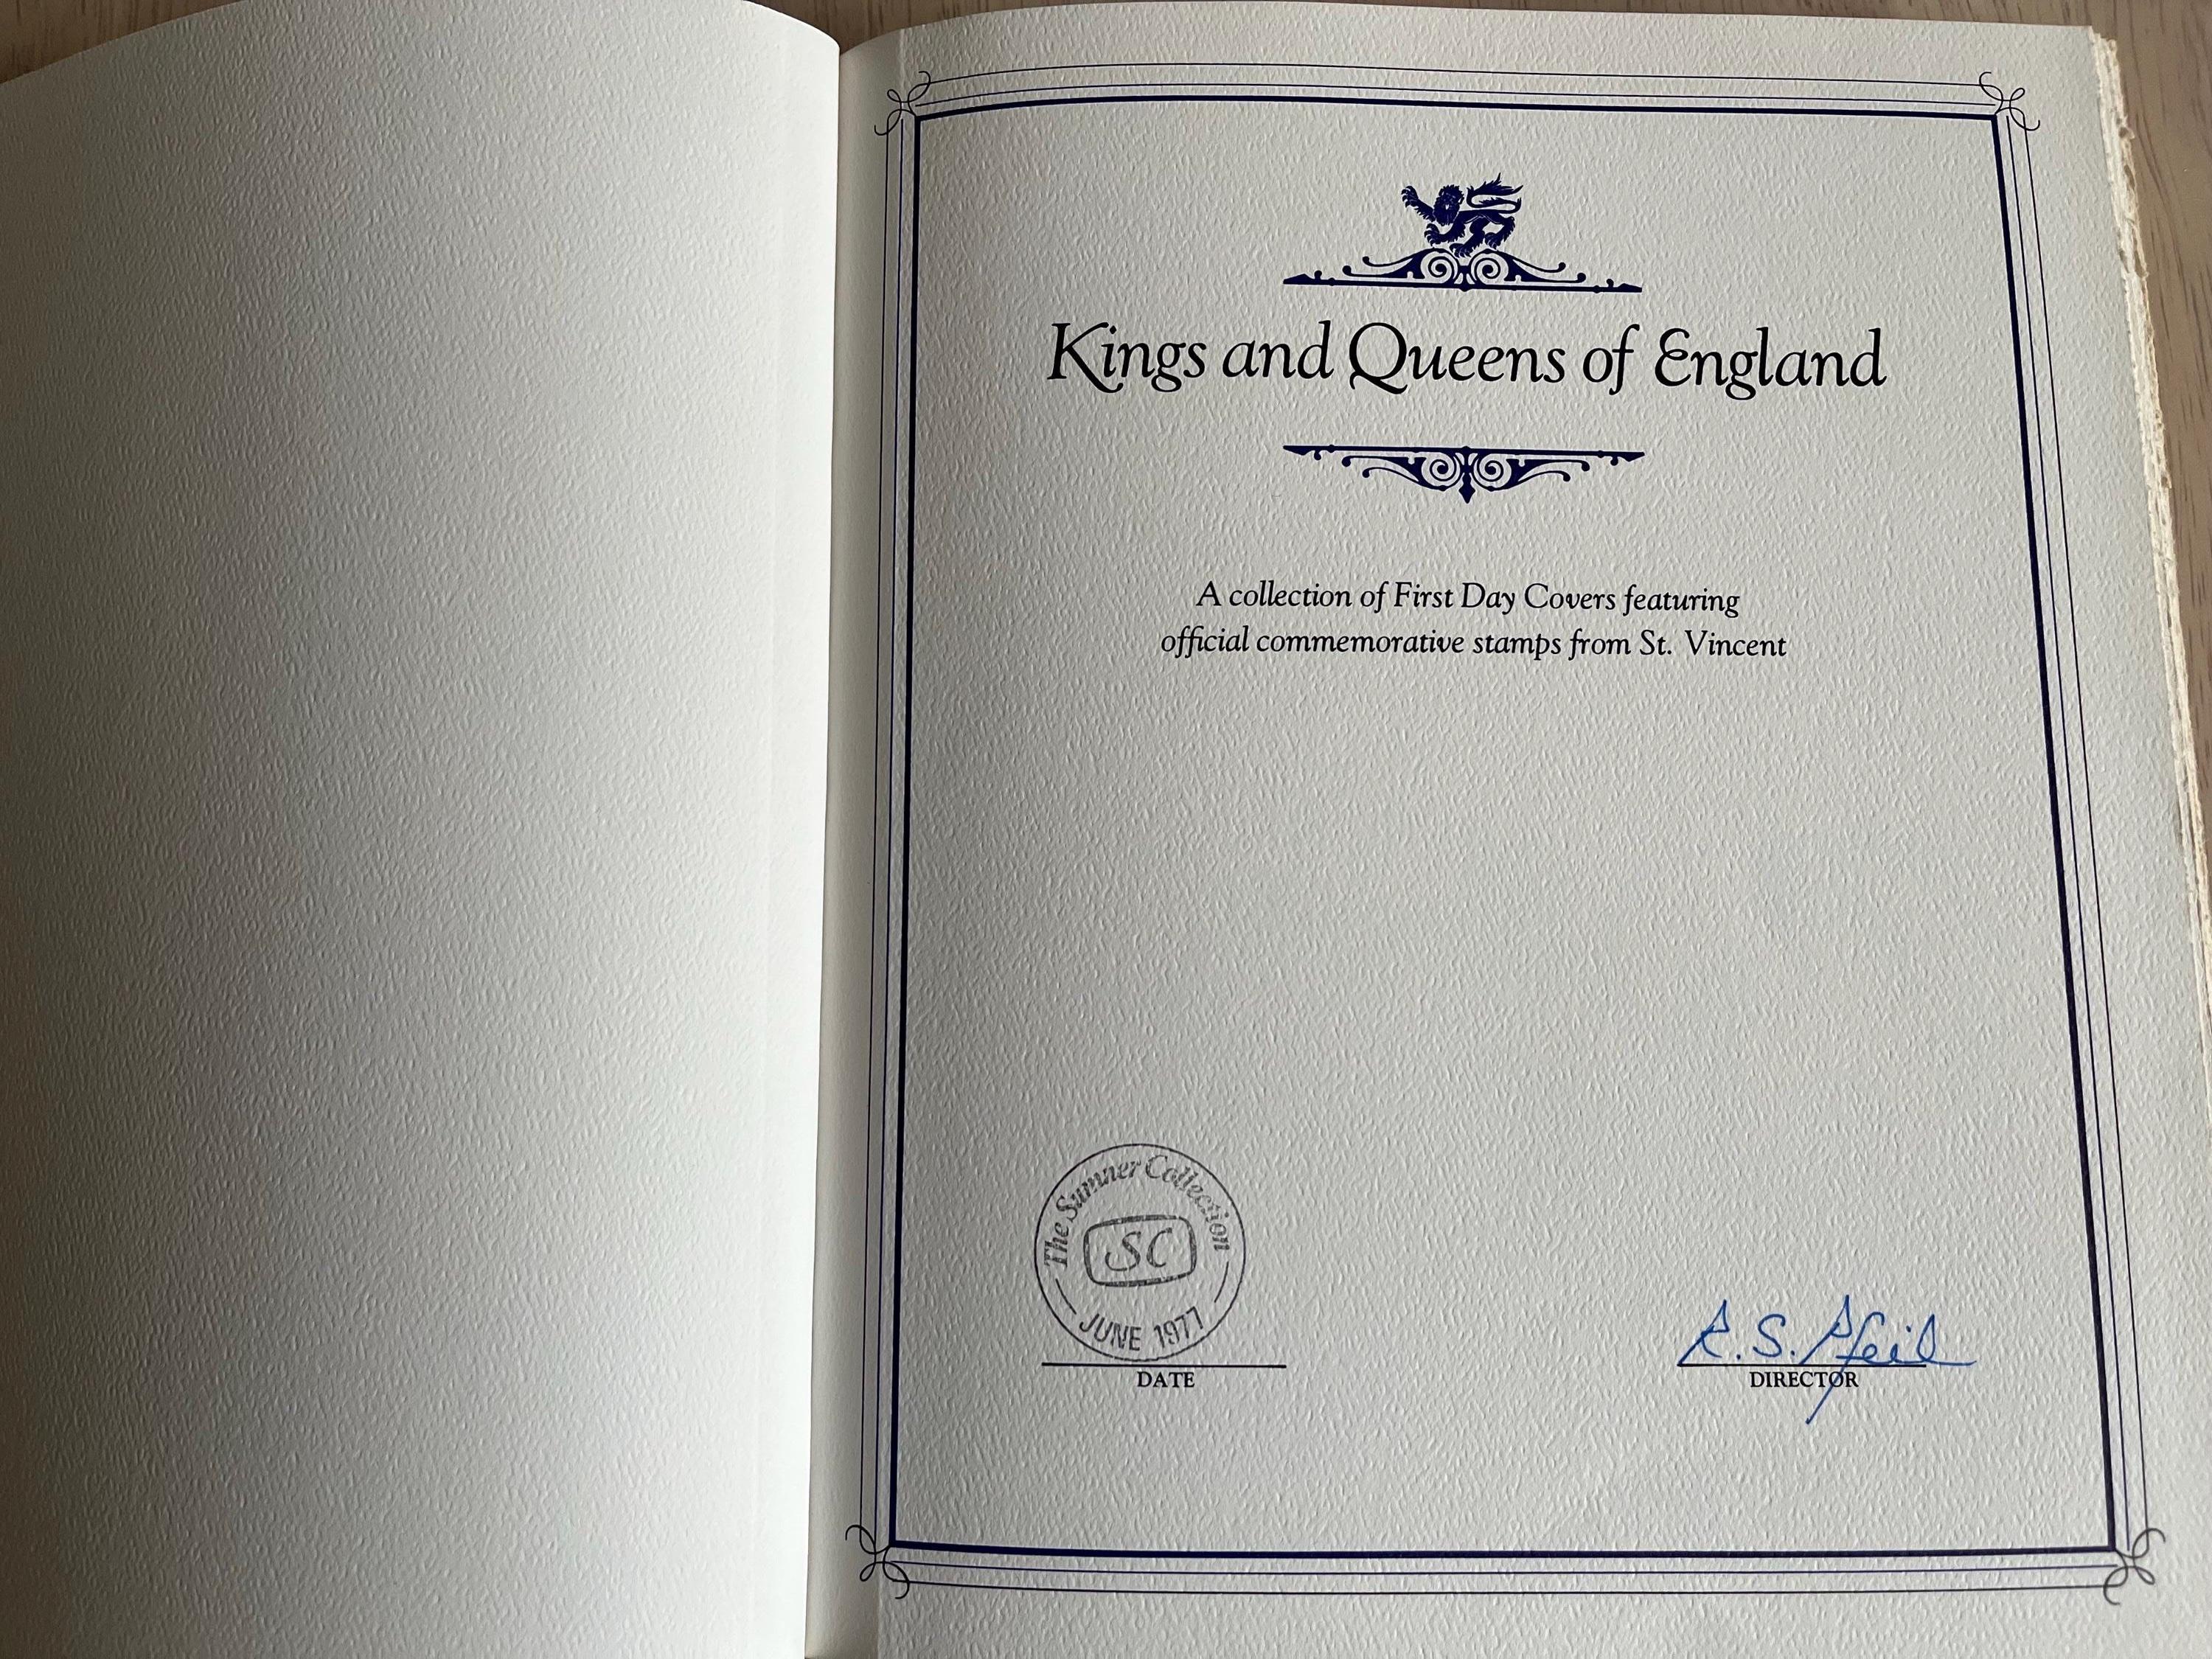 Kings and Queens of England
A collection of First Day Covers featuring
official commemorative stamps from St. Vincent
The Sumner Collection
SC
JUNE 1977
DATE
R. S. Pfeil
DIRECTOR